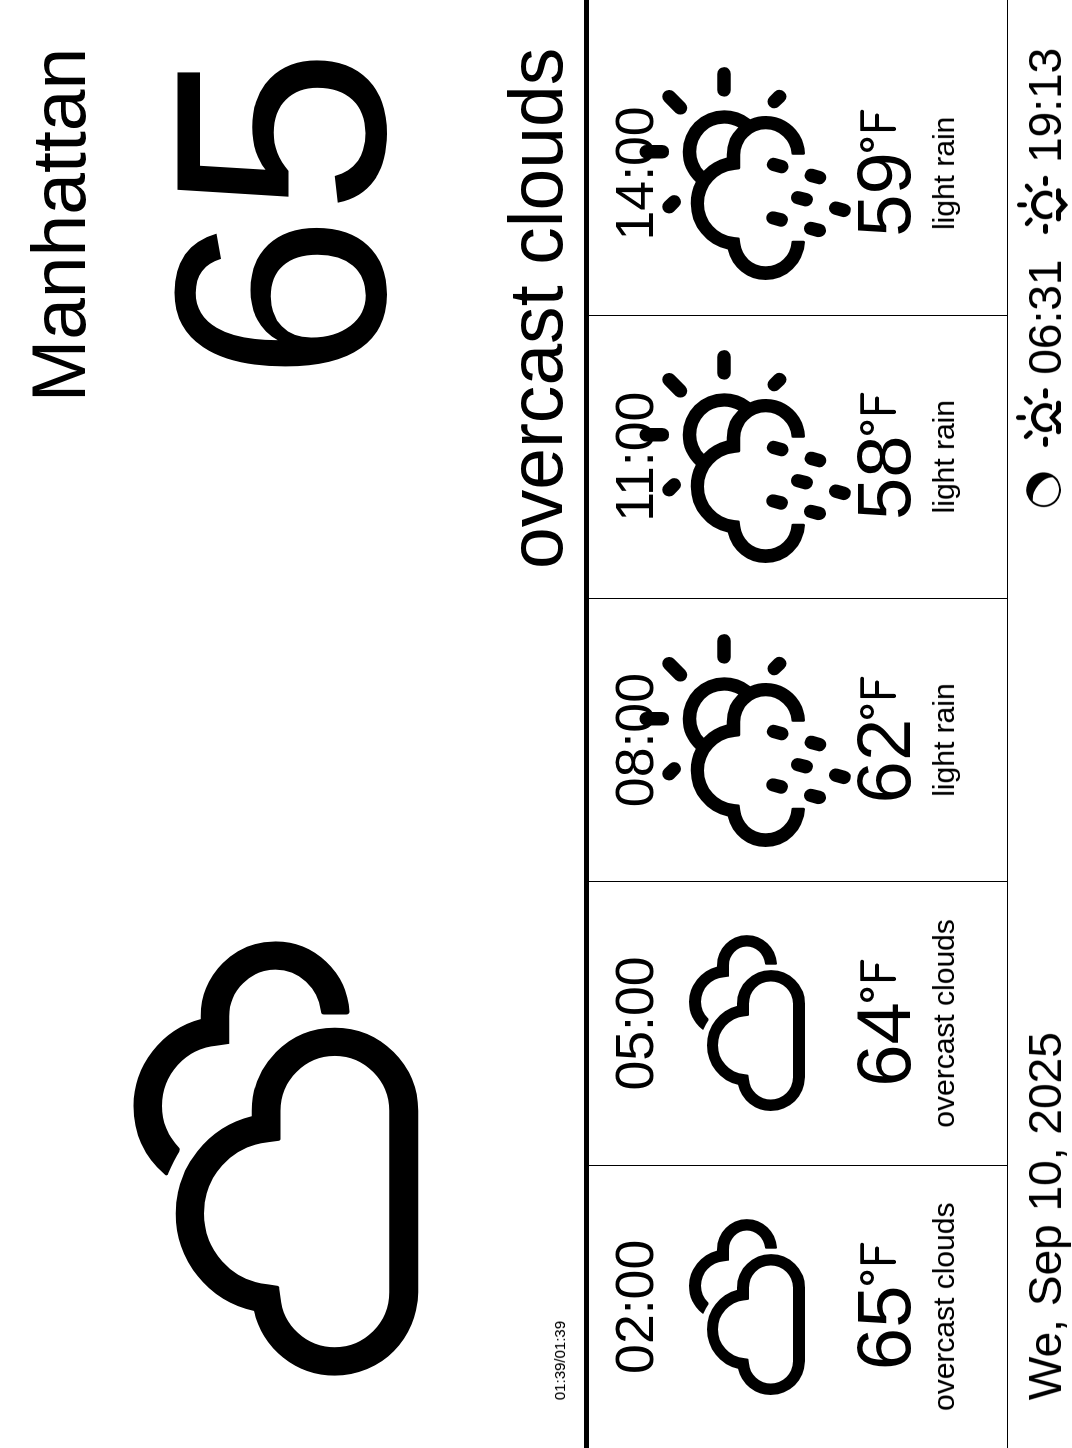 Manhattan
65
overcast clouds
01:39/01:39
02:00 05:00 08:00 11:00 14:00
65°F 64°F 62°F 58°F 59°F
overcast clouds overcast clouds light rain light rain light rain
We, Sep 10, 2025 06:31 19:13